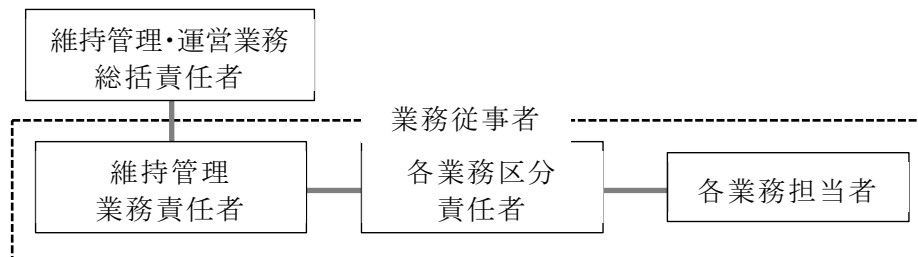 維持管理・運営業務
総括責任者
業務従事者
維持管理
業務責任者
各業務区分
責任者
各業務担当者